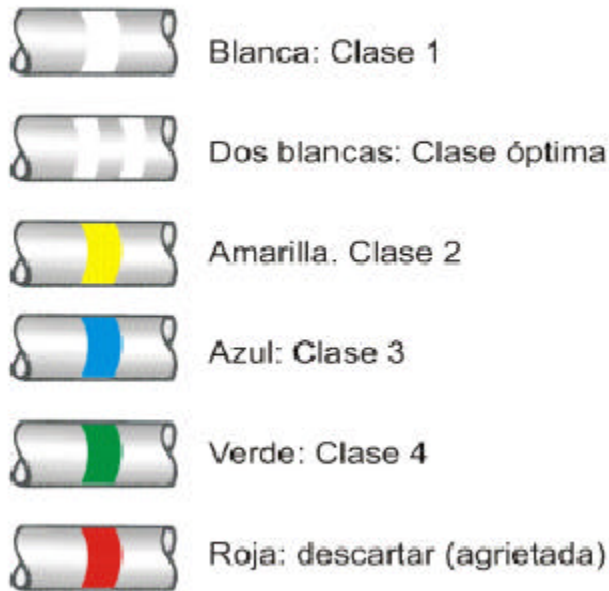 Blanca: Clase 1
Dos blancas: Clase óptima
Amarilla. Clase 2
Azul: Clase 3
Verde: Clase 4
Roja: descartar (agrietada)